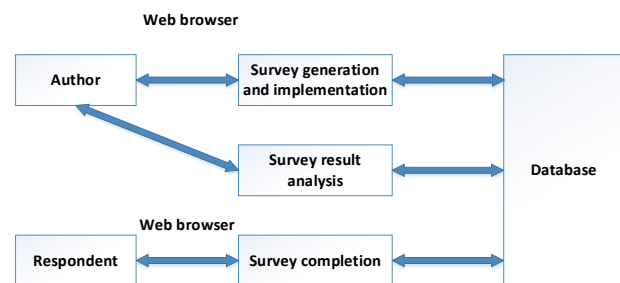 Web browser
Author
Survey generation
and implementation
Survey result
analysis
Database
Web browser
Respondent
Survey completion